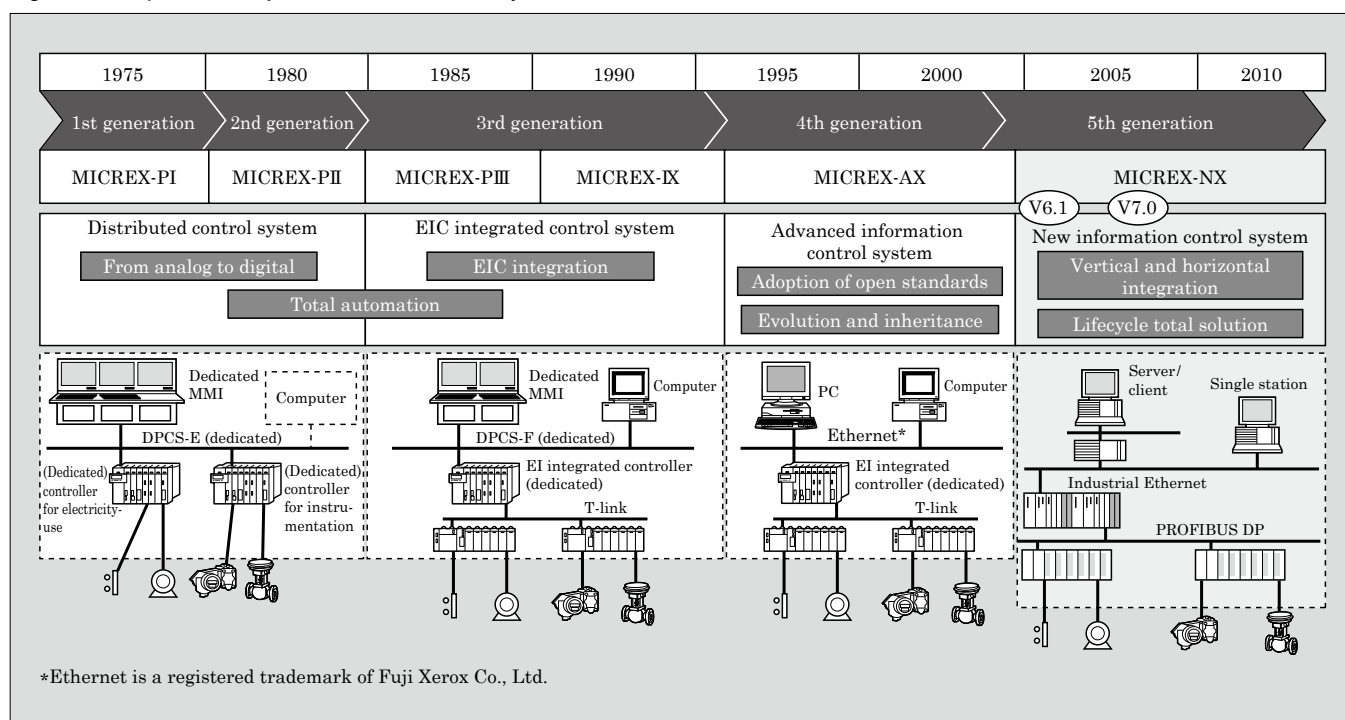 1975
1980
1985
1990
1995
2000
2005
2010
1st generation
2nd generation
3rd generation
4th generation
5th generation
MICREX-PI
MICREX-PⅡ
MICREX-PⅢ
MICREX-Ⅸ
MICREX-AX
MICREX-NX
V6.1
V7.0
Distributed control system
From analog to digital
Total automation
EIC integrated control system
EIC integration
Advanced information
control system
Adoption of open standards
Evolution and inheritance
New information control system
Vertical and horizontal
integration
Lifecycle total solution
Dedicated
MMI
Computer
DPCS-E (dedicated)
(Dedicated)
controller
for electricity-
use
(Dedicated)
controller
for instru-
mentation
Dedicated
MMI
Computer
DPCS-F (dedicated)
EI integrated controller
(dedicated)
T-link
PC
Computer
Ethernet*
EI integrated
controller (dedicated)
T-link
Server/
client
Single station
Industrial Ethernet
PROFIBUS DP
*Ethernet is a registered trademark of Fuji Xerox Co., Ltd.